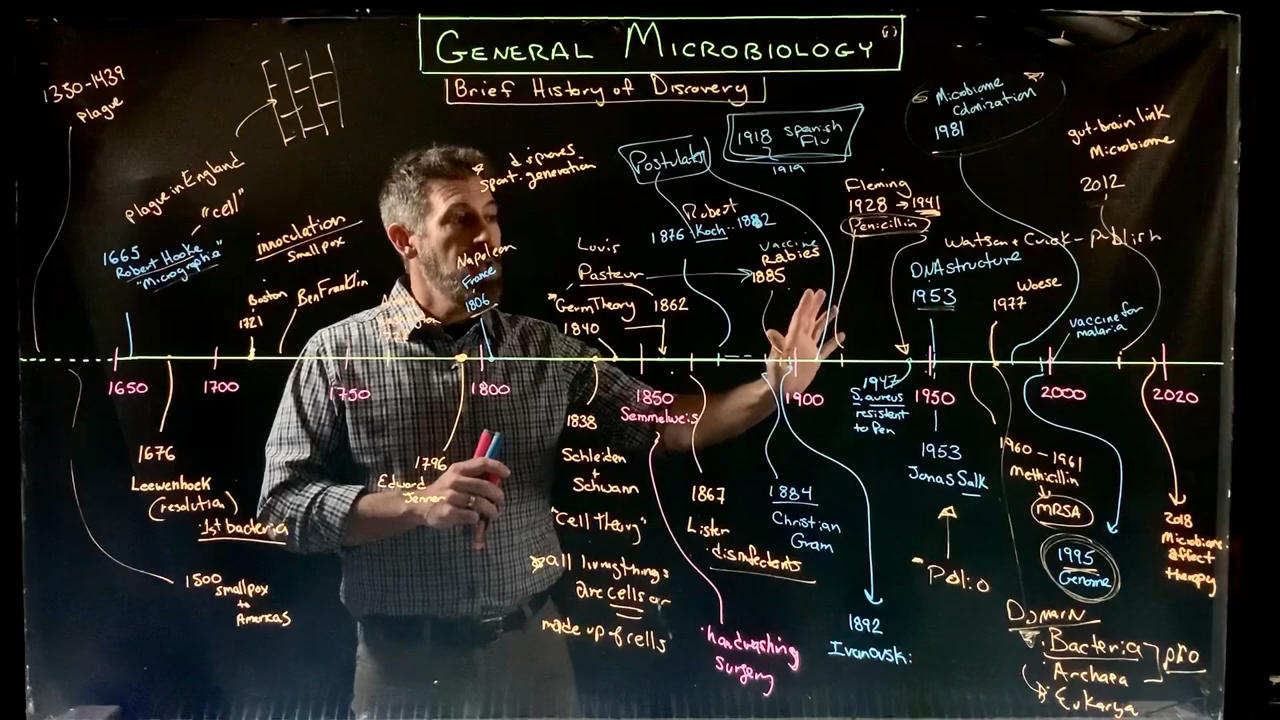 GENERAL MICROBIOLOGY
Brief History of Discovery
1350-1439
plague
plague in England
"cell"
1665
Robert Hooke
"Micrographia"
innoculation
smallpox
Boston
1721
Ben Franklin
disproves
spont. generation
Napoleon
France
1806
Louis
Pasteur
Germ Theory
1840
1862
Postulates
1918 Spanish
Flu
1919
Robert
1876 Koch 1882
vaccine
Rabies
1885
Fleming
1928 → 1941
Penicillin
Microbiome
Colonization
1981
Watson + Crick - publish
DNA structure
1953
Woese
1977
gut-brain link
Microbiome
2012
vaccine for
malaria
1650
1700
1750
1800
1850
1900
1950
2000
2020
1676
Leewenhoek
(resolution)
1st bacteria
1500
smallpox
to
Americas
1796
Edward
Jenner
1838
Schleiden
+
Schwann
"Cell Theory"
all living things
are cells or
made up of cells
Semmelweis
handwashing
surgery
1867
Lister
disinfectants
1884
Christian
Gram
1892
Ivanovski
1947
S. aureus
resistent
to Pen
1953
Jonas Salk
Polio
1960 - 1961
Methicillin
MRSA
1995
Genome
DOMAIN
Bacteria
Archaea
Eukarya
pro
2018
Microbiome
affect
therapy